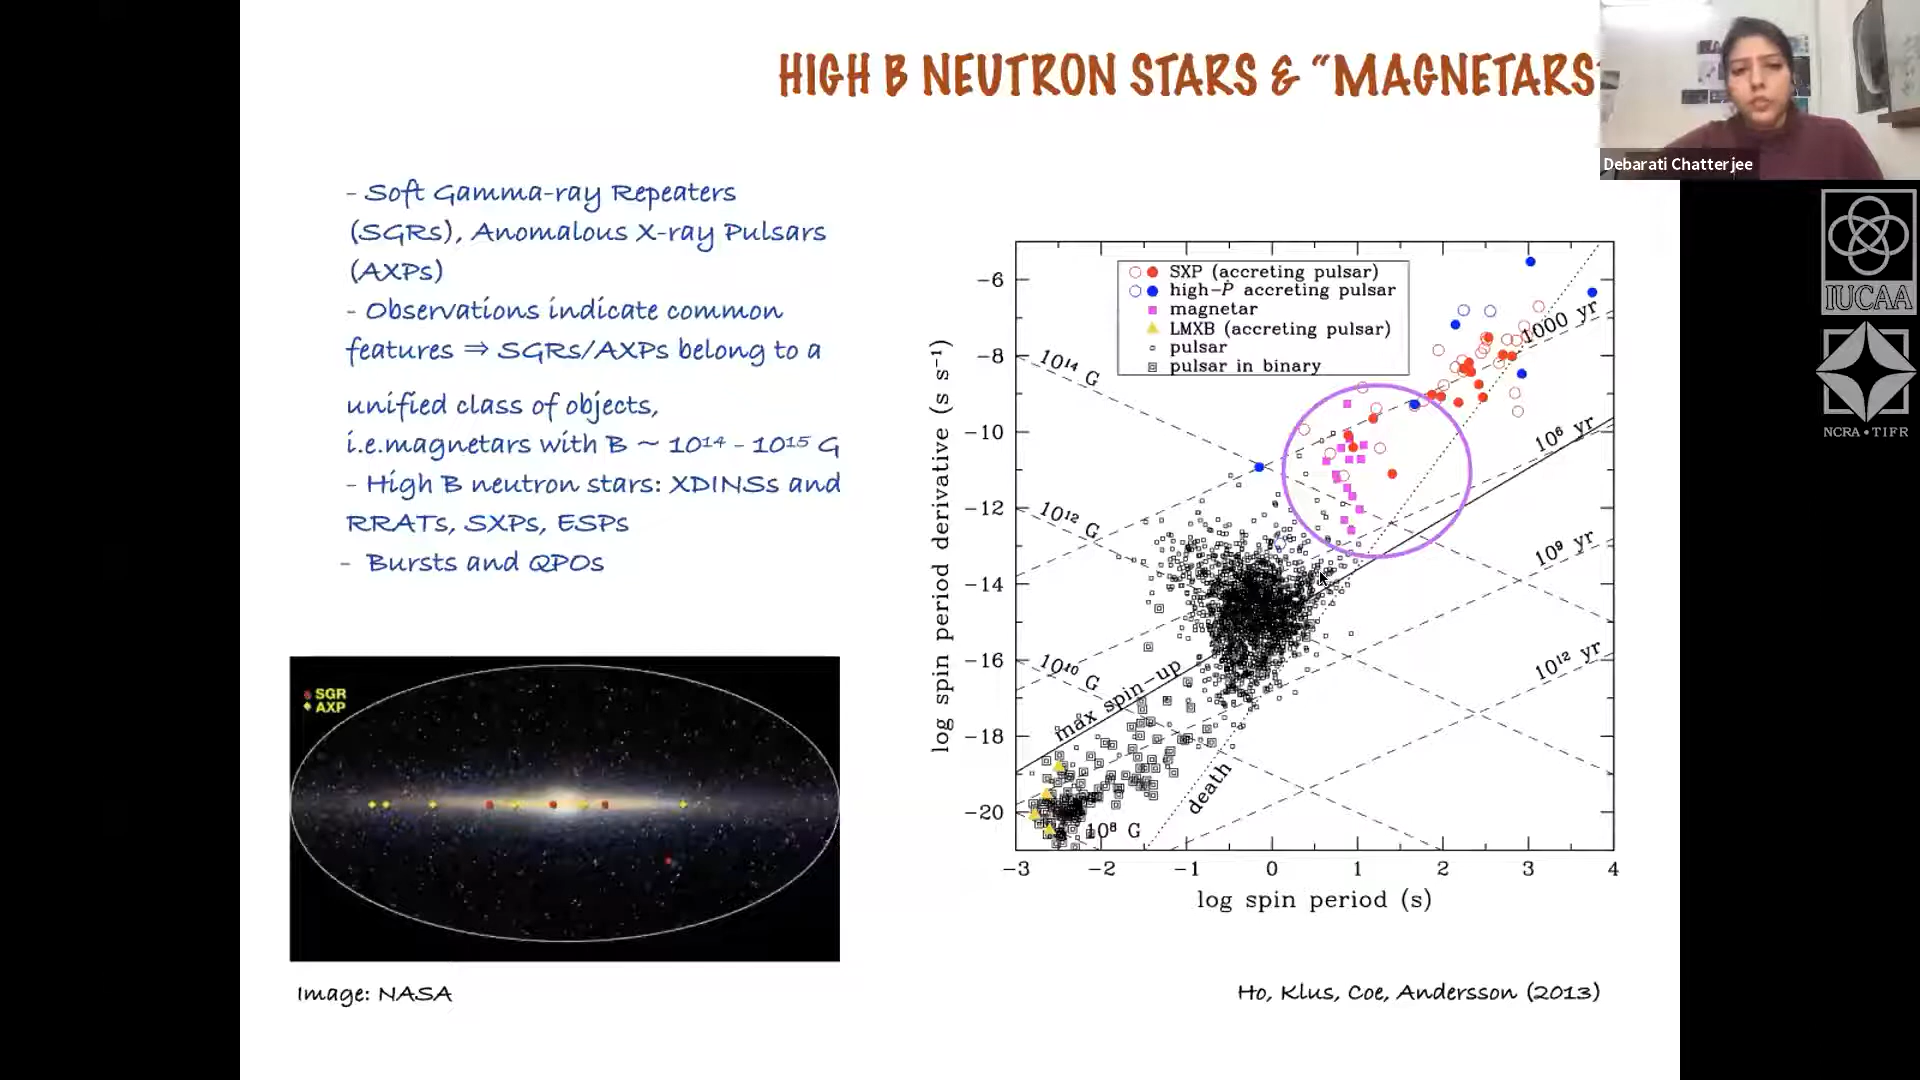 HIGH B NEUTRON STARS & “MAGNETARS
Debarati Chatterjee
IUCAA
NCRA • TIFR
- Soft Gamma-ray Repeaters
(SGRs), Anomalous X-ray Pulsars
(AXPs)
- Observations indicate common
features ⇒ SGRs/AXPs belong to a
unified class of objects,
i.e.magnetars with B ~ 10¹⁴ - 10¹⁵ G
- High B neutron stars: XDINSs and
RRATs, SXPs, ESPs
- Bursts and QPOs
SGR
AXP
Image: NASA
SXP (accreting pulsar)
high-Ṗ accreting pulsar
magnetar
LMXB (accreting pulsar)
pulsar
pulsar in binary
10¹⁴ G
10¹² G
10¹⁰ G
10⁸ G
1000 yr
10⁶ yr
10⁹ yr
10¹² yr
max spin-up
death
log spin period derivative (s s⁻¹)
-6
-8
-10
-12
-14
-16
-18
-20
-3 -2 -1 0 1 2 3 4
log spin period (s)
Ho, Klus, Coe, Andersson (2013)